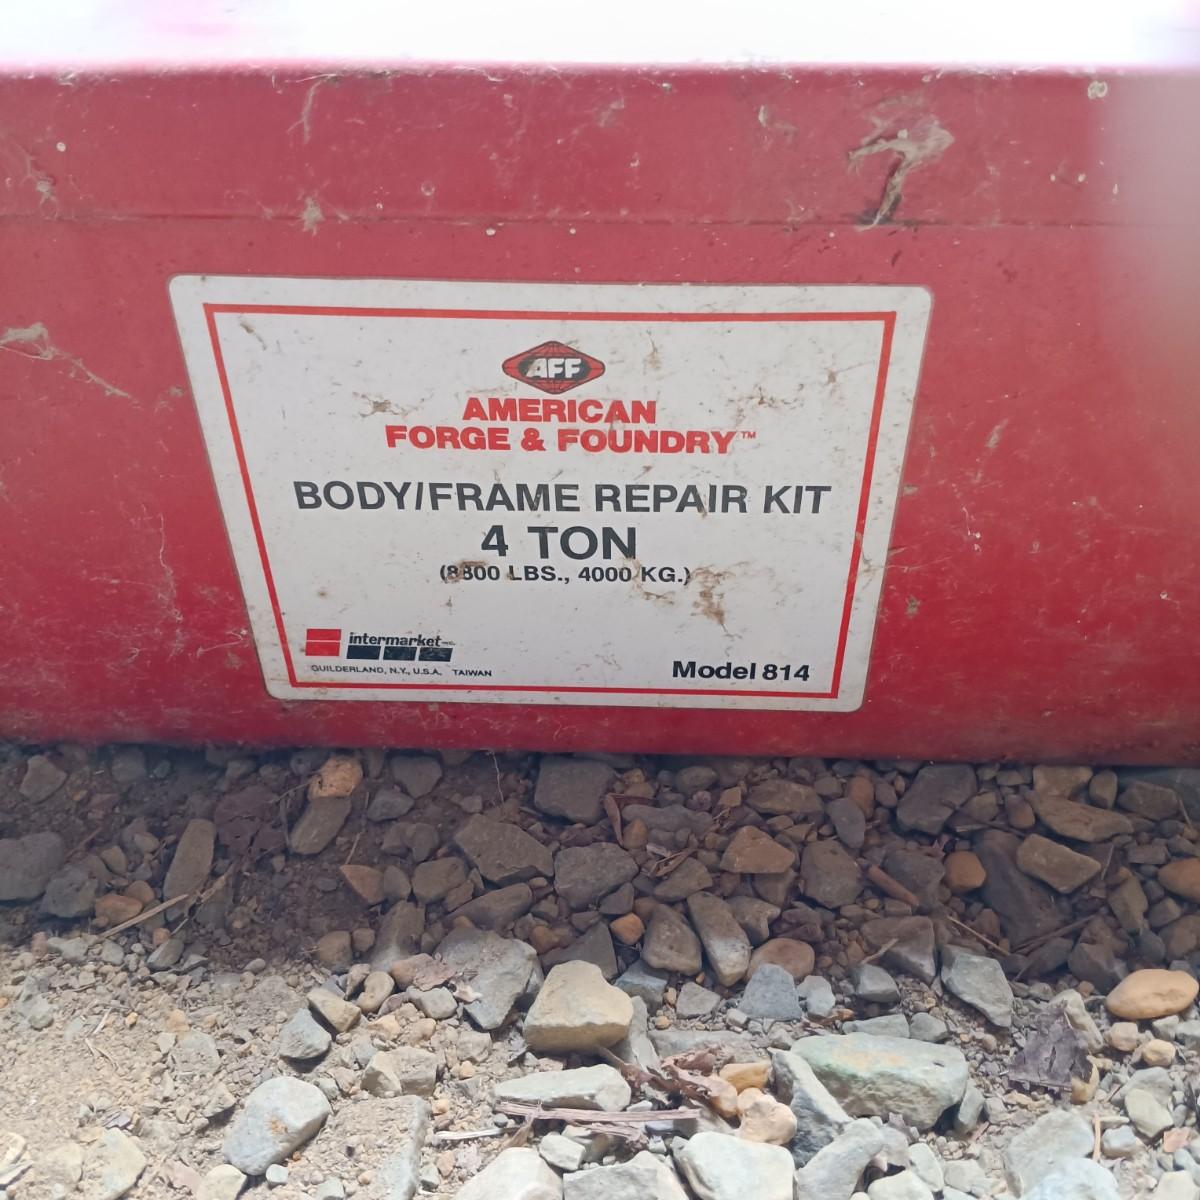 AFF
AMERICAN
FORGE & FOUNDRY™
BODY/FRAME REPAIR KIT
4 TON
(8800 LBS., 4000 KG.)
intermarket INC.
GUILDERLAND, N.Y., U.S.A. TAIWAN
Model 814